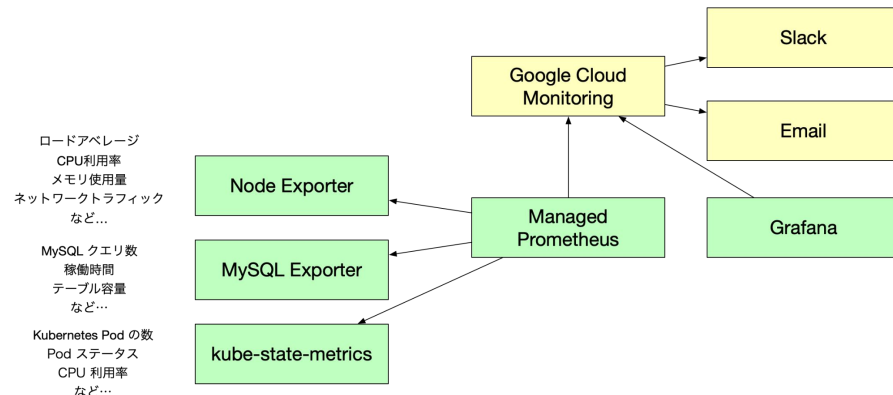 Slack
Google Cloud
Monitoring
Email
ロードアベレージ
CPU利用率
メモリ使用量
ネットワークトラフィック
など...
Node Exporter
Managed
Prometheus
Grafana
MySQL クエリ数
稼働時間
テーブル容量
など…
MySQL Exporter
Kubernetes Pod の数
Pod ステータス
CPU 利用率
など…
kube-state-metrics